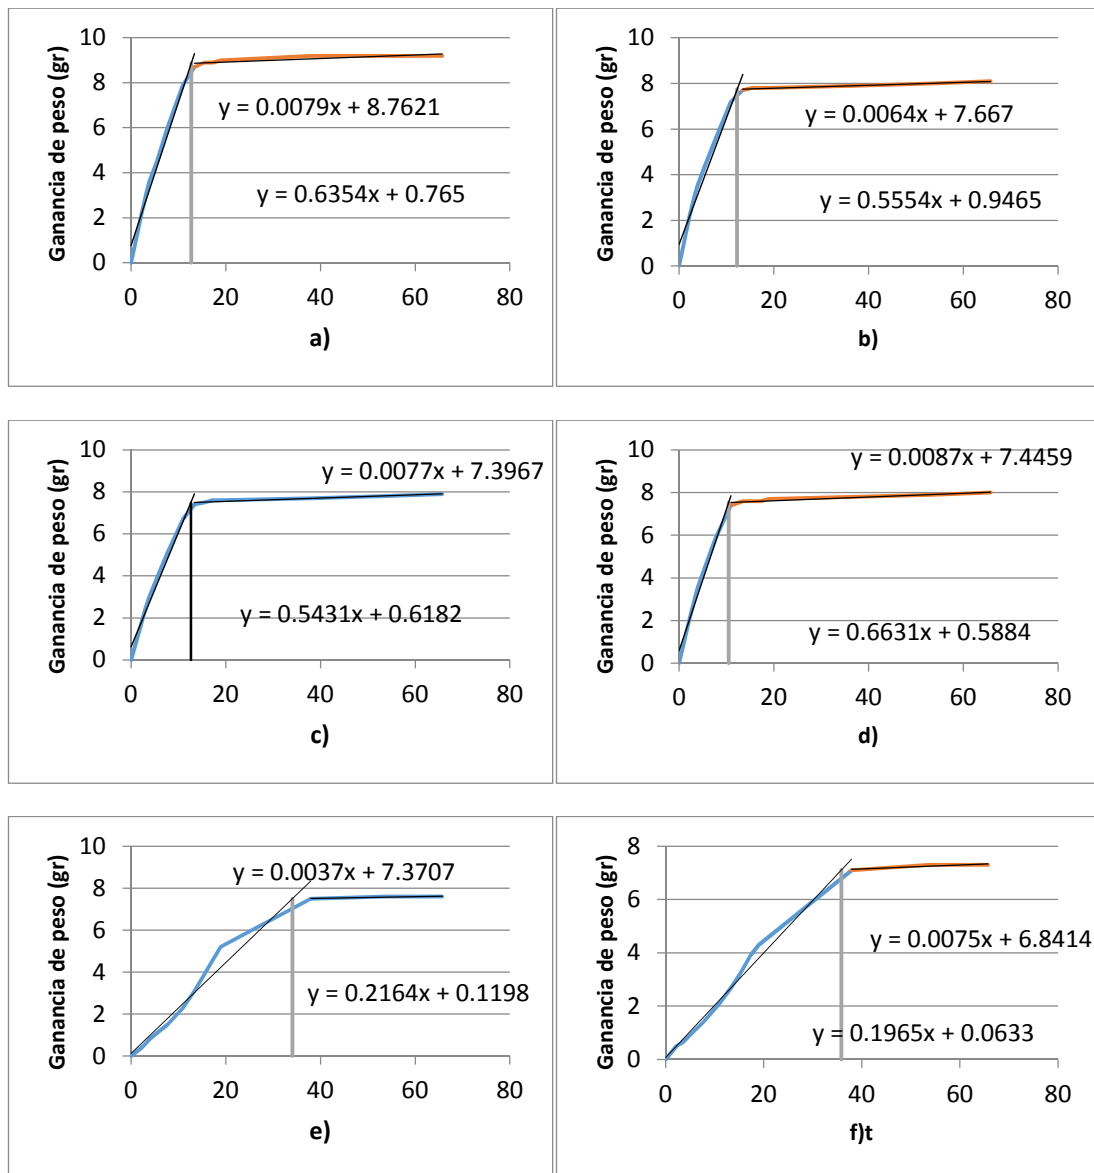 Ganancia de peso (gr)
10
8
6
4
2
0
y = 0.0079x + 8.7621
y = 0.6354x + 0.765
0 20 40 60 80
a)
Ganancia de peso (gr)
10
8
6
4
2
0
y = 0.0064x + 7.667
y = 0.5554x + 0.9465
0 20 40 60 80
b)
Ganancia de peso (gr)
10
8
6
4
2
0
y = 0.0077x + 7.3967
y = 0.5431x + 0.6182
0 20 40 60 80
c)
Ganancia de peso (gr)
10
8
6
4
2
0
y = 0.0087x + 7.4459
y = 0.6631x + 0.5884
0 20 40 60 80
d)
Ganancia de peso (gr)
10
8
6
4
2
0
y = 0.0037x + 7.3707
y = 0.2164x + 0.1198
0 20 40 60 80
e)
Ganancia de peso (gr)
8
6
4
2
0
y = 0.0075x + 6.8414
y = 0.1965x + 0.0633
0 20 40 60 80
f)t